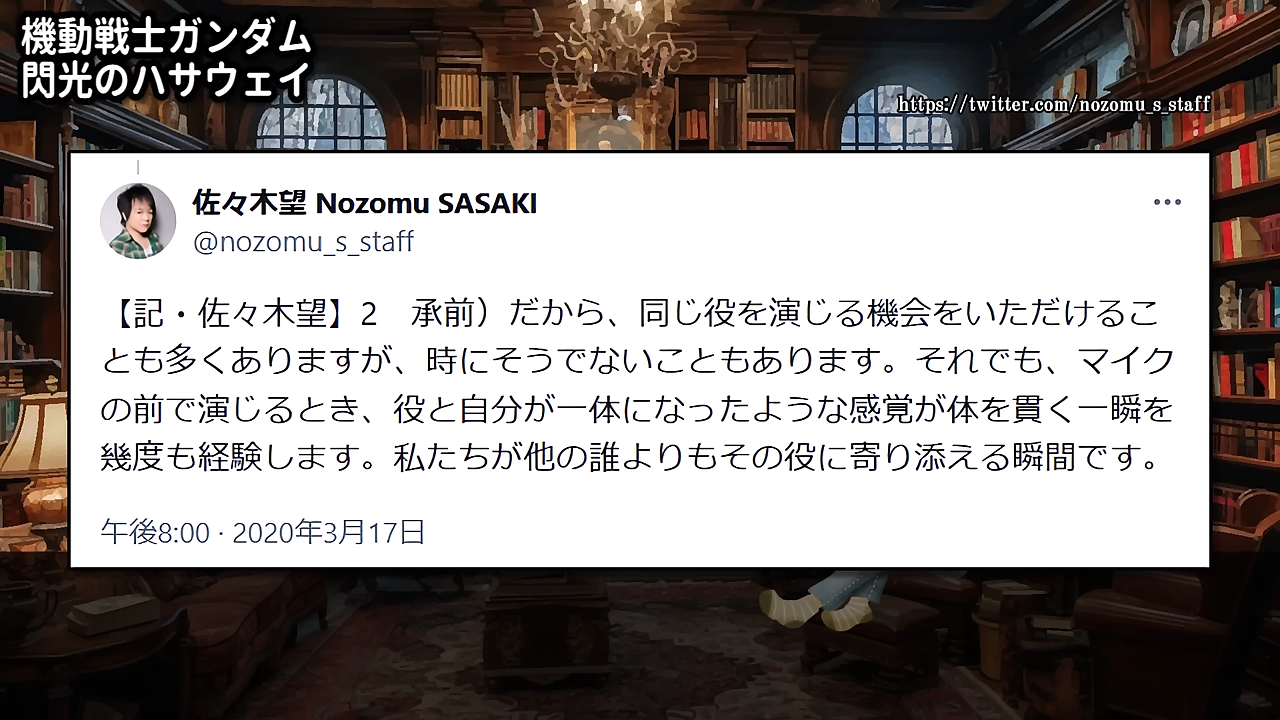 機動戦士ガンダム
閃光のハサウェイ
https://twitter.com/nozomu_s_staff
佐々木望 Nozomu SASAKI
@nozomu_s_staff
【記・佐々木望】2　承前）だから、同じ役を演じる機会をいただけるこ
とも多くありますが、時にそうでないこともあります。それでも、マイク
の前で演じるとき、役と自分が一体になったような感覚が体を貫く一瞬を
幾度も経験します。私たちが他の誰よりもその役に寄り添える瞬間です。
午後8:00 · 2020年3月17日